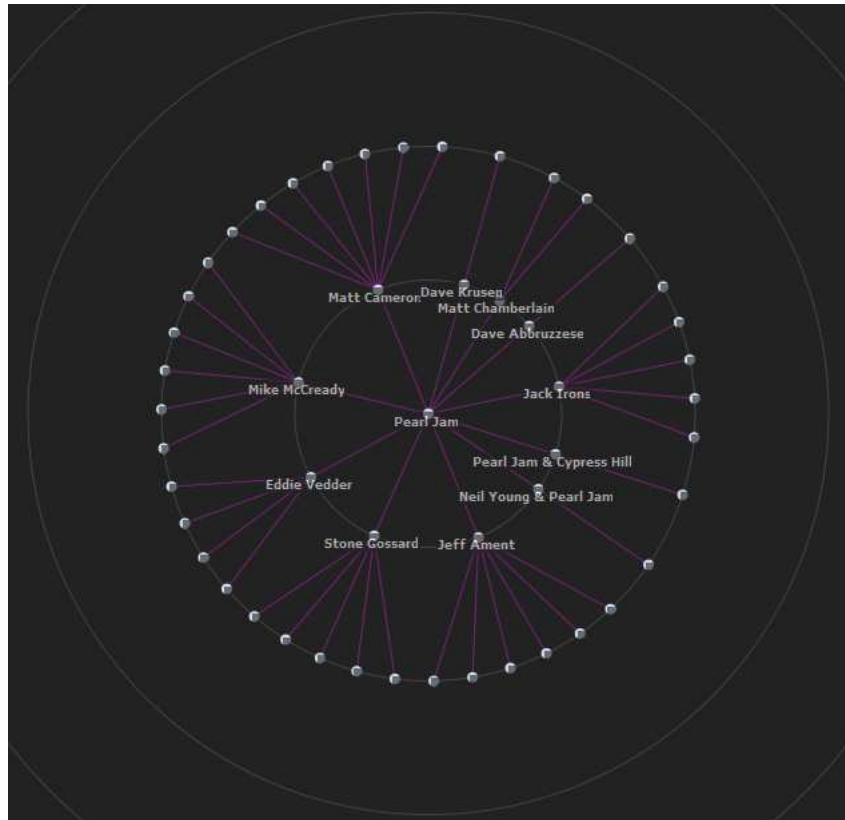 Dave Krusen
Matt Cameron
Matt Chamberlain
Dave Abbruzzese
Mike McCready
Jack Irons
Pearl Jam
Pearl Jam & Cypress Hill
Eddie Vedder
Neil Young & Pearl Jam
Stone Gossard
Jeff Ament